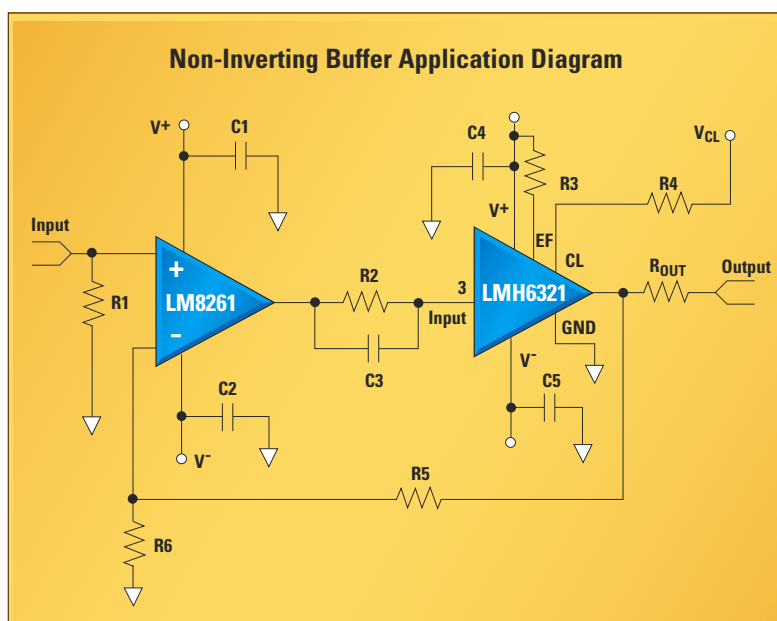 Non-Inverting Buffer Application Diagram
V+
C1
C4
R3
V+
EF
CL
VCL
R4
Input
R1
+
LM8261
-
R2
C3
3
Input
LMH6321
GND
ROUT
Output
C2
V-
V-
C5
R5
R6